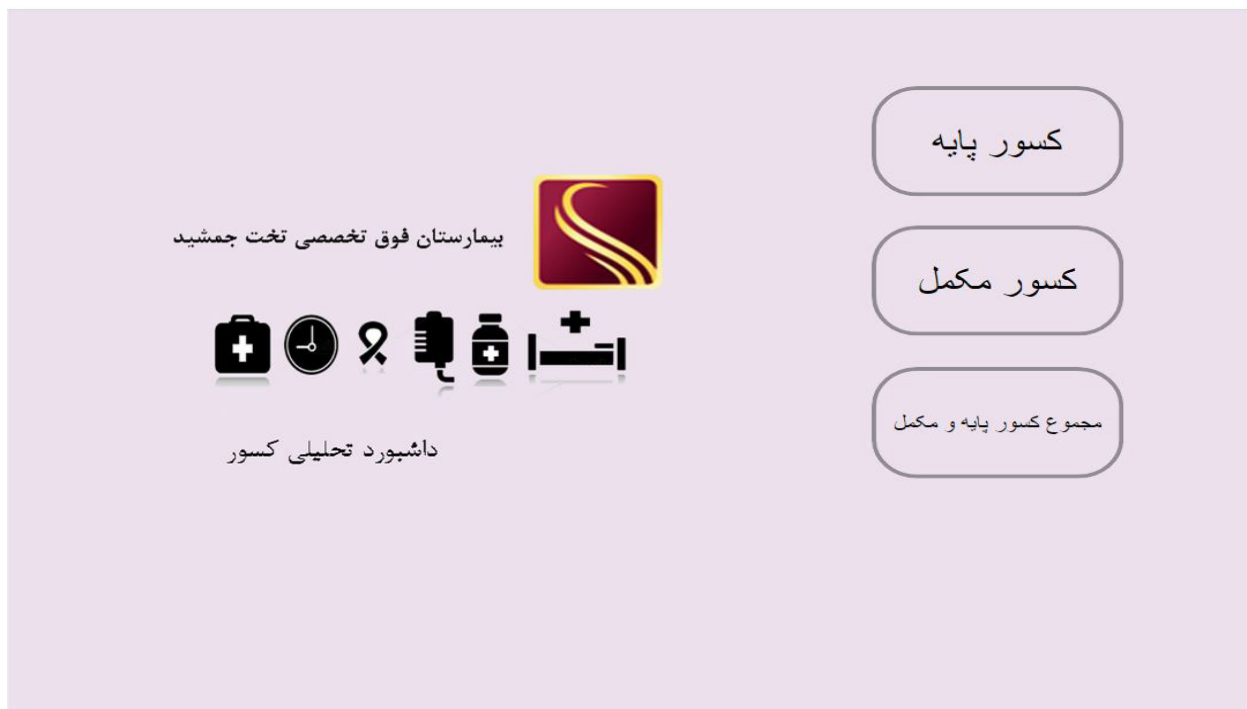 کسور پایه
کسور مکمل
مجموع کسور پایه و مکمل
بیمارستان فوق تخصصی تخت جمشید
داشبورد تحلیلی کسور